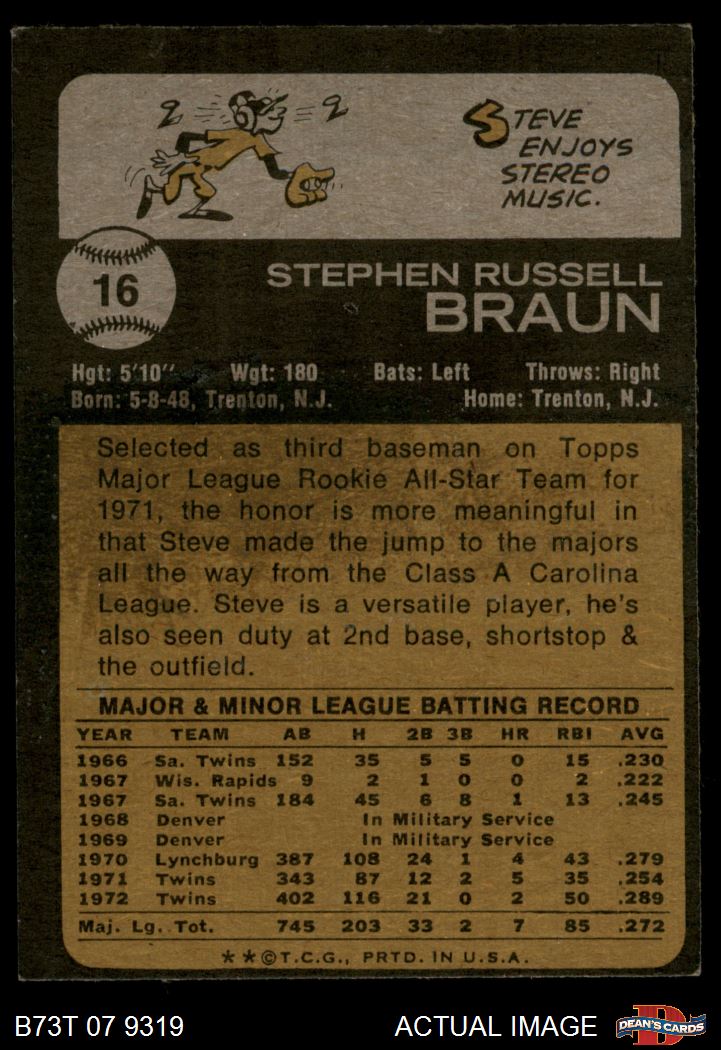 STEVE
ENJOYS
STEREO
MUSIC.
16
STEPHEN RUSSELL
BRAUN
Hgt: 5'10" Wgt: 180 Bats: Left Throws: Right
Born: 5-8-48, Trenton, N.J. Home: Trenton, N.J.
Selected as third baseman on Topps
Major League Rookie All-Star Team for
1971, the honor is more meaningful in
that Steve made the jump to the majors
all the way from the Class A Carolina
League. Steve is a versatile player, he's
also seen duty at 2nd base, shortstop &
the outfield.
MAJOR & MINOR LEAGUE BATTING RECORD
YEAR TEAM AB H 2B 3B HR RBI AVG
1966 Sa. Twins 152 35 5 5 0 15 .230
1967 Wis. Rapids 9 2 1 0 0 2 .222
1967 Sa. Twins 184 45 6 8 1 13 .245
1968 Denver In Military Service
1969 Denver In Military Service
1970 Lynchburg 387 108 24 1 4 43 .279
1971 Twins 343 87 12 2 5 35 .254
1972 Twins 402 116 21 0 2 50 .289
Maj. Lg. Tot. 745 203 33 2 7 85 .272
**©T.C.G., PRTD. IN U.S.A.
B73T 07 9319 ACTUAL IMAGE D DEAN'S CARDS